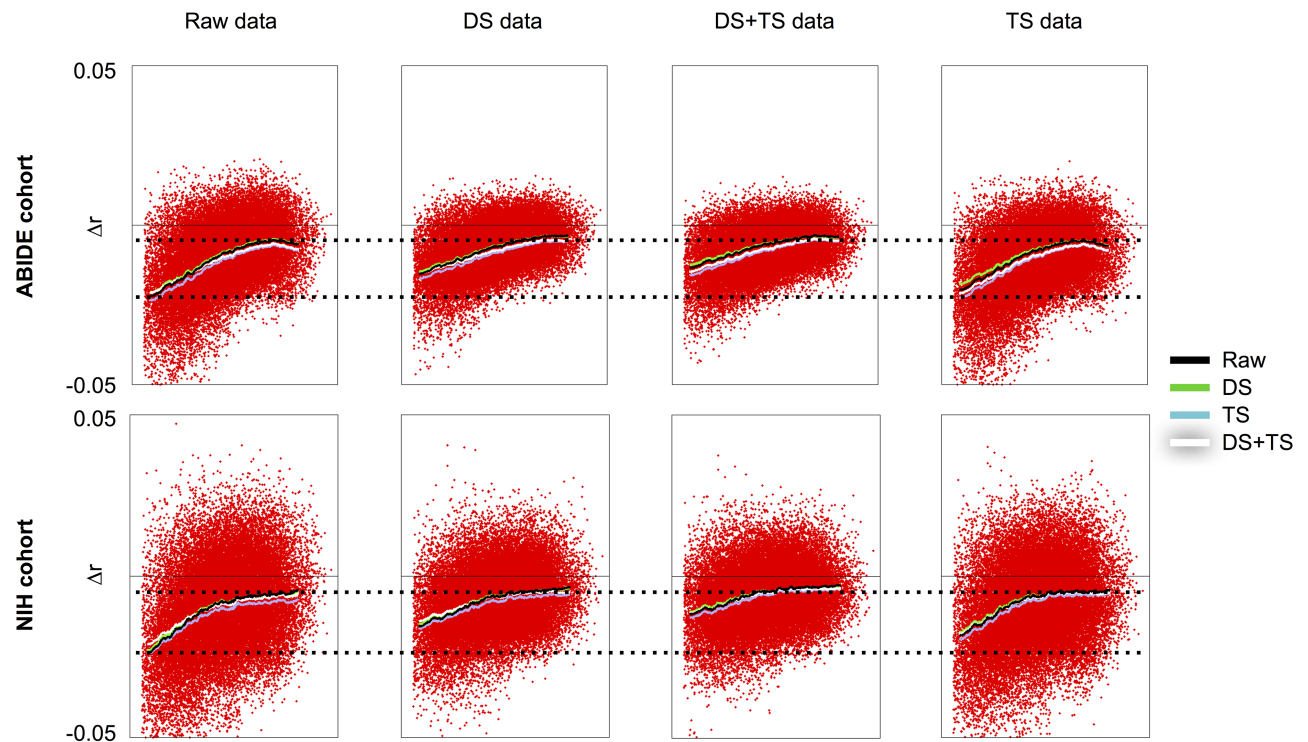 Raw data
DS data
DS+TS data
TS data
0.05
ABIDE cohort
Δr
-0.05
0.05
NIH cohort
Δr
-0.05
Raw
DS
TS
DS+TS